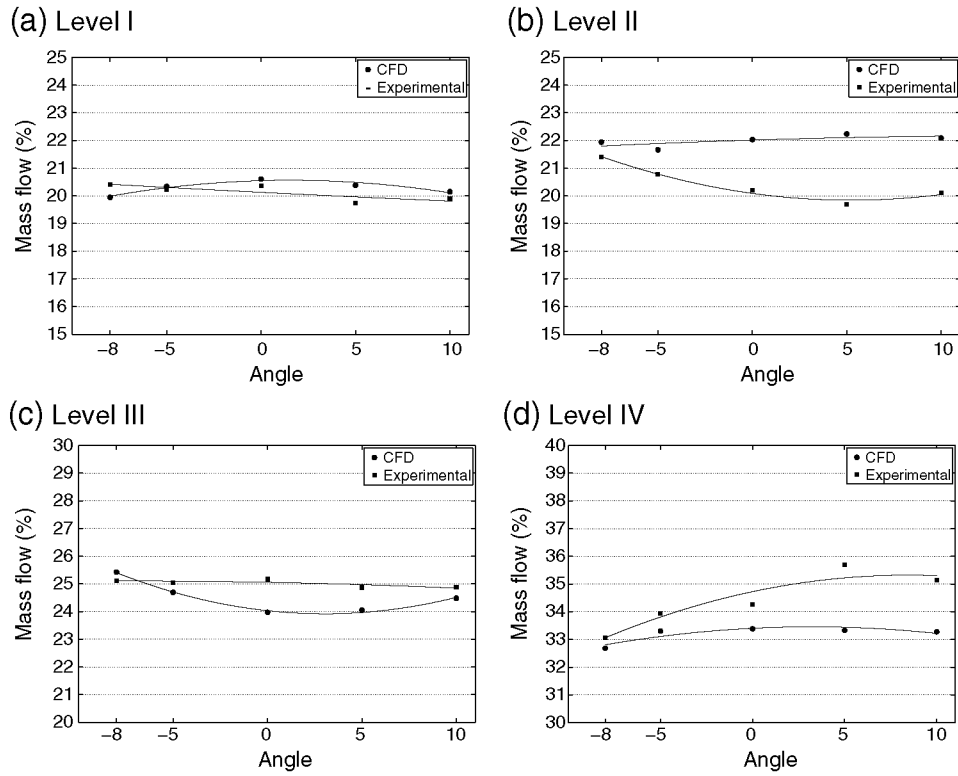 (a) Level I
25
24
23
22
21
20
19
18
17
16
15
Mass flow (%)
CFD
Experimental
−8 −5 0 5 10
Angle
(b) Level II
25
24
23
22
21
20
19
18
17
16
15
Mass flow (%)
CFD
Experimental
−8 −5 0 5 10
Angle
(c) Level III
30
29
28
27
26
25
24
23
22
21
20
Mass flow (%)
CFD
Experimental
−8 −5 0 5 10
Angle
(d) Level IV
40
39
38
37
36
35
34
33
32
31
30
Mass flow (%)
CFD
Experimental
−8 −5 0 5 10
Angle